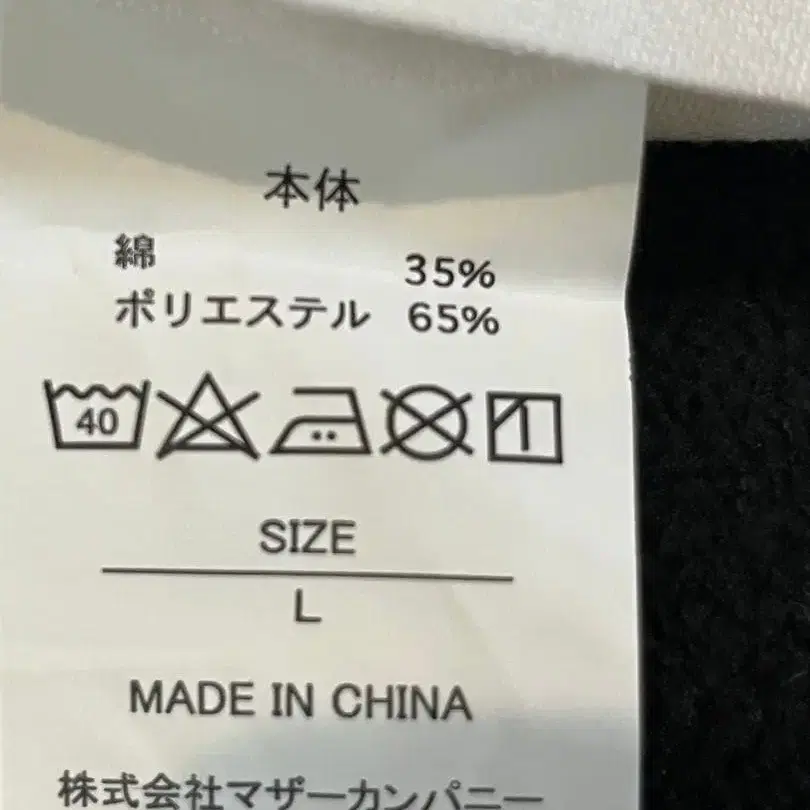 本体
綿 35%
ポリエステル 65%
40
SIZE
L
MADE IN CHINA
株式会社マザーカンパニー